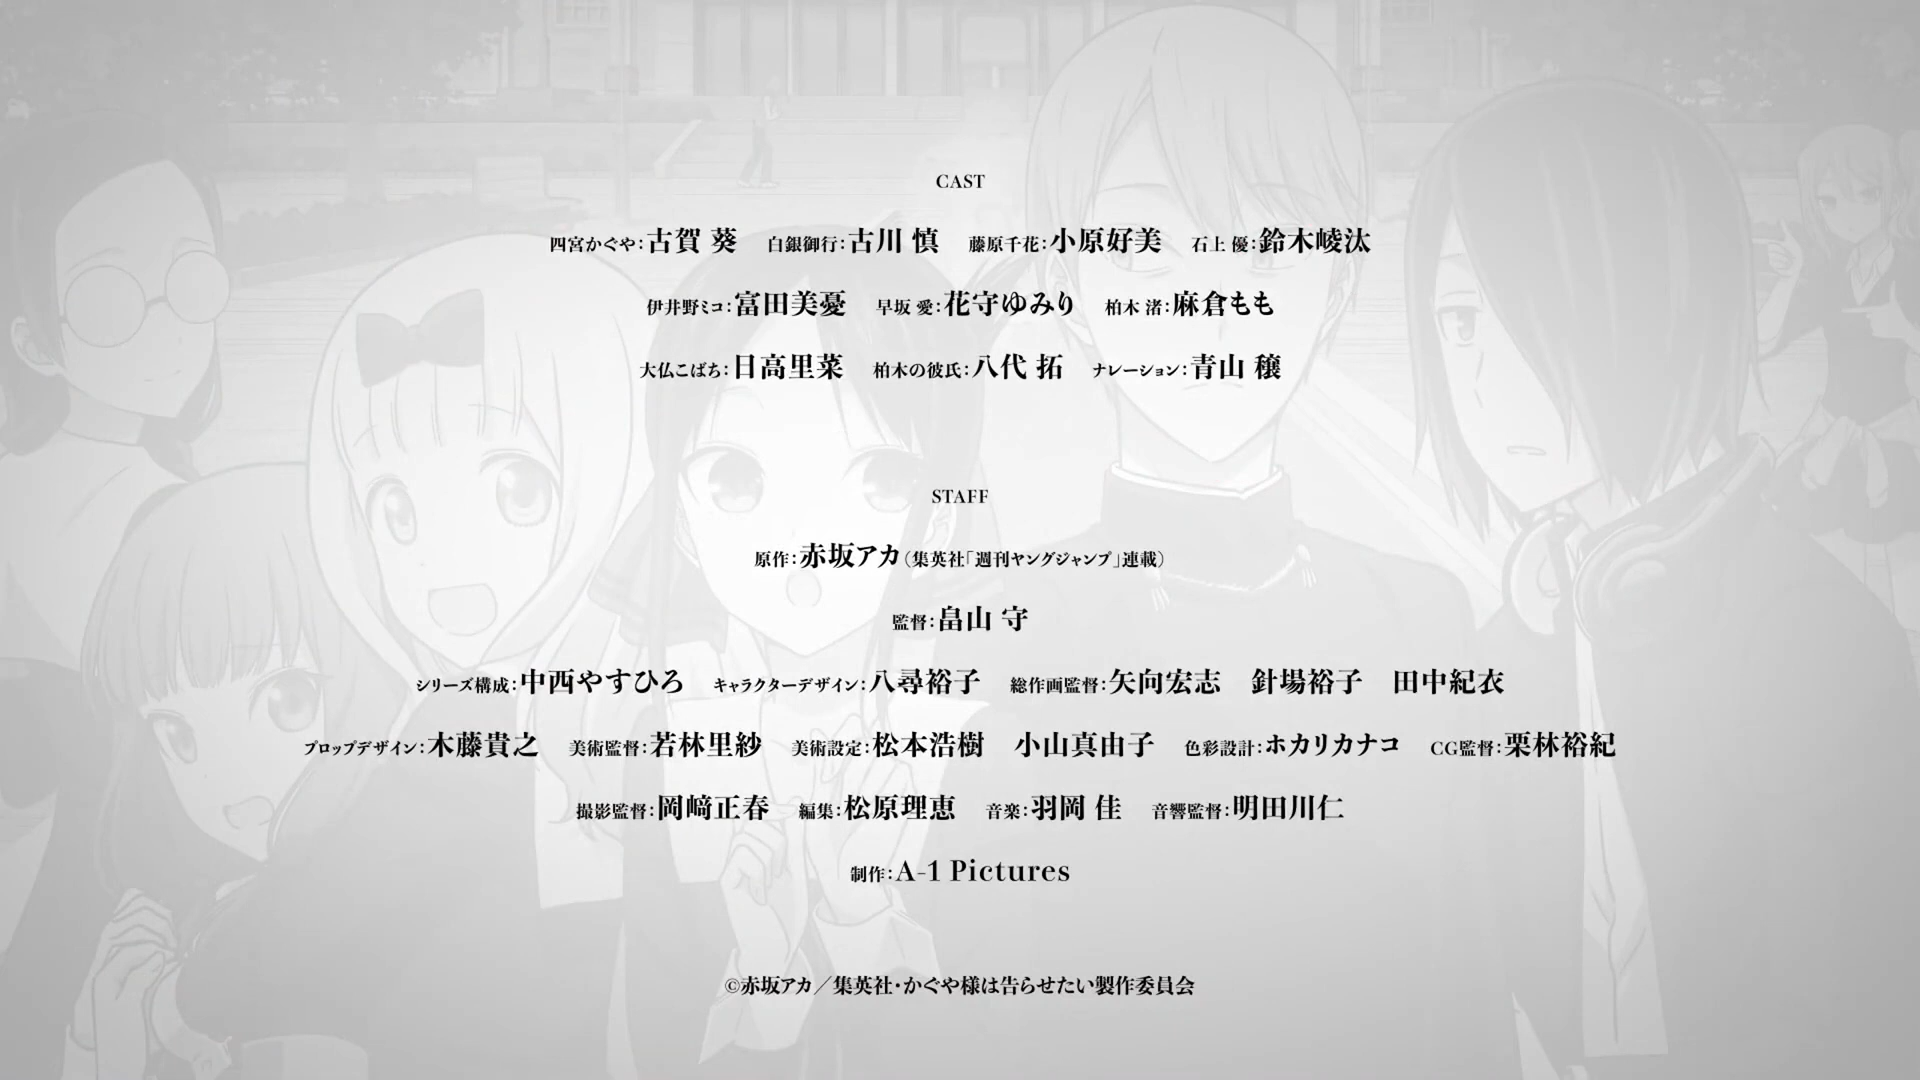 CAST
四宮かぐや：古賀 葵　白銀御行：古川 慎　藤原千花：小原好美　石上 優：鈴木崚汰
伊井野ミコ：富田美憂　早坂 愛：花守ゆみり　柏木 渚：麻倉もも
大仏こばち：日高里菜　柏木の彼氏：八代 拓　ナレーション：青山 穣
STAFF
原作：赤坂アカ（集英社「週刊ヤングジャンプ」連載）
監督：畠山 守
シリーズ構成：中西やすひろ　キャラクターデザイン：八尋裕子　総作画監督：矢向宏志　針場裕子　田中紀衣
プロップデザイン：木藤貴之　美術監督：若林里紗　美術設定：松本浩樹　小山真由子　色彩設計：ホカリカナコ　CG監督：栗林裕紀
撮影監督：岡﨑正春　編集：松原理恵　音楽：羽岡 佳　音響監督：明田川仁
制作：A-1 Pictures
©赤坂アカ／集英社・かぐや様は告らせたい製作委員会